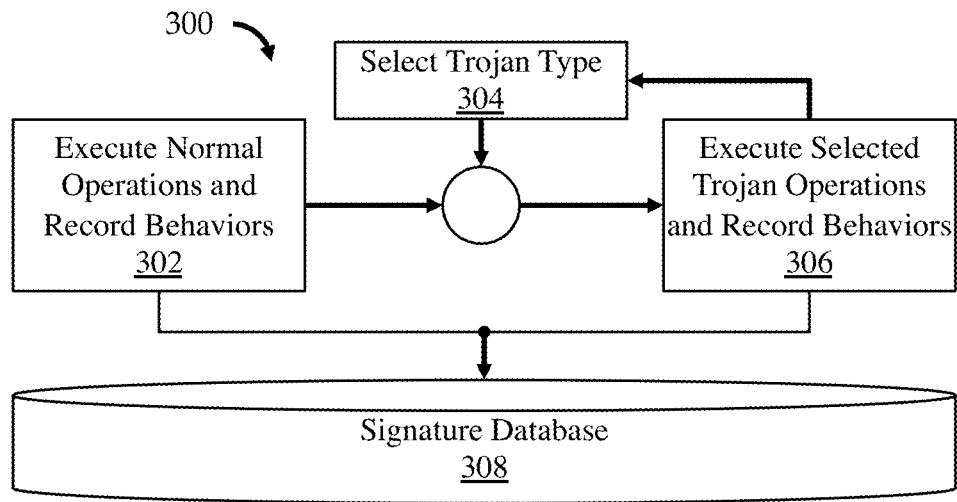 300
Select Trojan Type
304
Execute Normal
Operations and
Record Behaviors
302
Execute Selected
Trojan Operations
and Record Behaviors
306
Signature Database
308